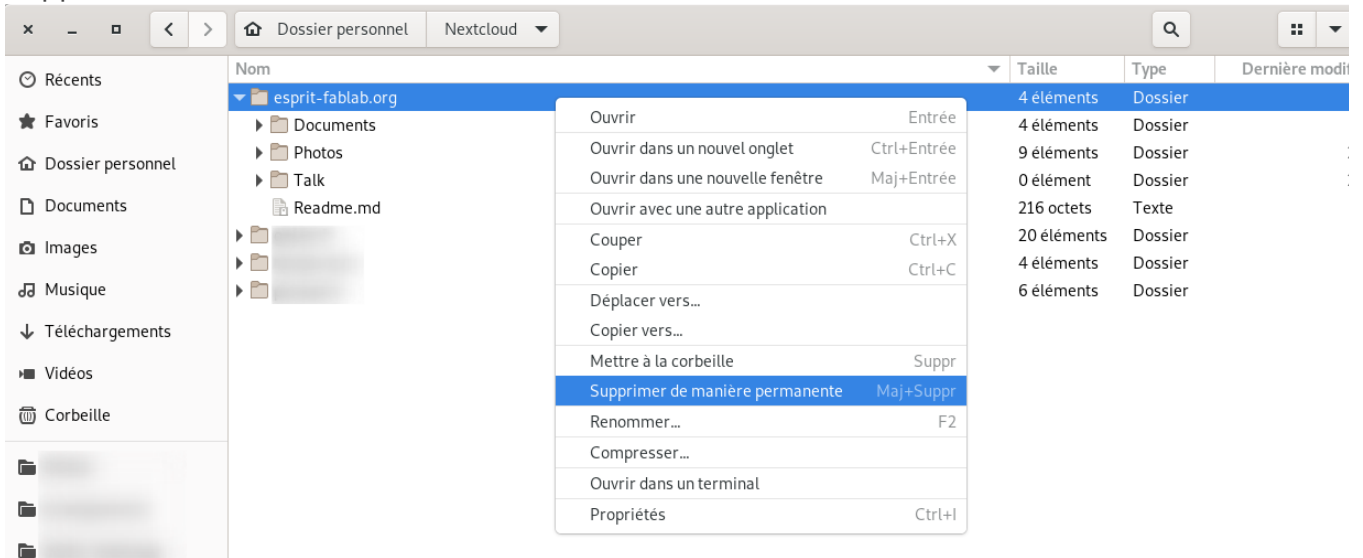 Dossier personnel Nextcloud
Nom Taille Type Dernière modif
Récents
Favoris
Dossier personnel
Documents
Images
Musique
Téléchargements
Vidéos
Corbeille
esprit-fablab.org 4 éléments Dossier
Documents 4 éléments Dossier
Photos 9 éléments Dossier
Talk 0 élément Dossier
Readme.md 216 octets Texte
20 éléments Dossier
4 éléments Dossier
6 éléments Dossier
Ouvrir Entrée
Ouvrir dans un nouvel onglet Ctrl+Entrée
Ouvrir dans une nouvelle fenêtre Maj+Entrée
Ouvrir avec une autre application
Couper Ctrl+X
Copier Ctrl+C
Déplacer vers...
Copier vers...
Mettre à la corbeille Suppr
Supprimer de manière permanente Maj+Suppr
Renommer... F2
Compresser...
Ouvrir dans un terminal
Propriétés Ctrl+I